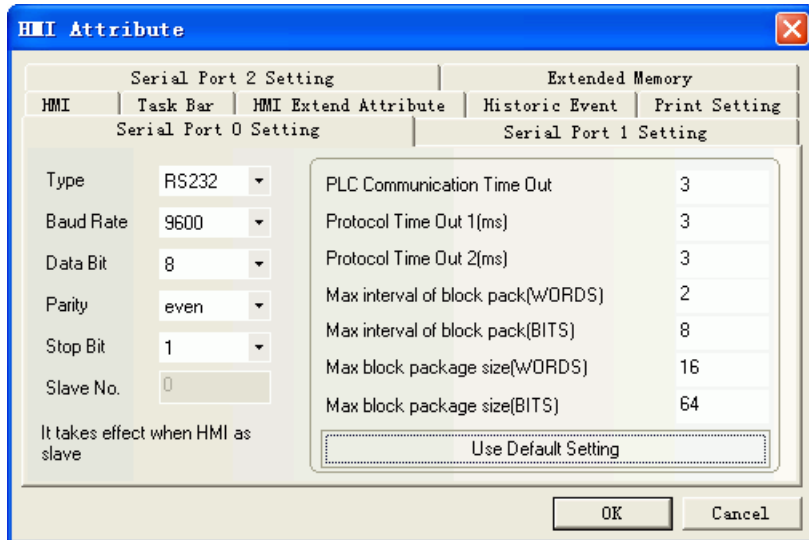 HMI Attribute
Serial Port 2 Setting
Extended Memory
HMI
Task Bar
HMI Extend Attribute
Historic Event
Print Setting
Serial Port 0 Setting
Serial Port 1 Setting
Type
RS232
Baud Rate
9600
Data Bit
8
Parity
even
Stop Bit
1
Slave No.
0
It takes effect when HMI as
slave
PLC Communication Time Out
3
Protocol Time Out 1(ms)
3
Protocol Time Out 2(ms)
3
Max interval of block pack(WORDS)
2
Max interval of block pack(BITS)
8
Max block package size(WORDS)
16
Max block package size(BITS)
64
Use Default Setting
OK
Cancel